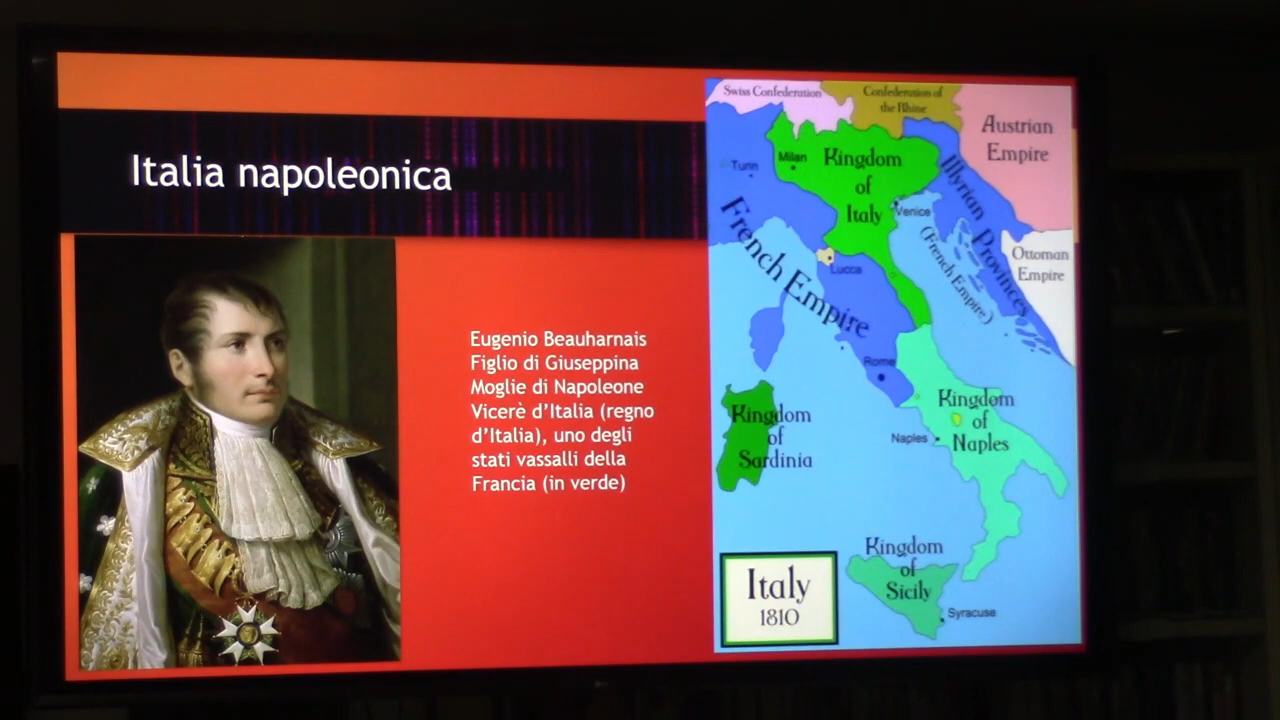 Italia napoleonica
Eugenio Beauharnais
Figlio di Giuseppina
Moglie di Napoleone
Vicerè d'Italia (regno
d'Italia), uno degli
stati vassalli della
Francia (in verde)
Swiss Confederation
Confederation of
the Rhine
Austrian
Empire
Turin
Milan
Kingdom
of
Italy
Venice
Illyrian Provinces
(French Empire)
Ottoman
Empire
French Empire
Lucca
Rome
Kingdom
of
Sardinia
Kingdom
of
Naples
Naples
Kingdom
of
Sicily
Syracuse
Italy
1810